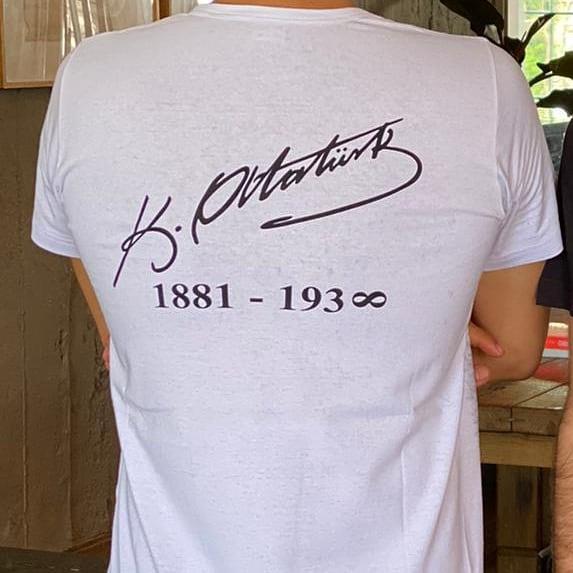 K. Atatürk
1881 - 193∞